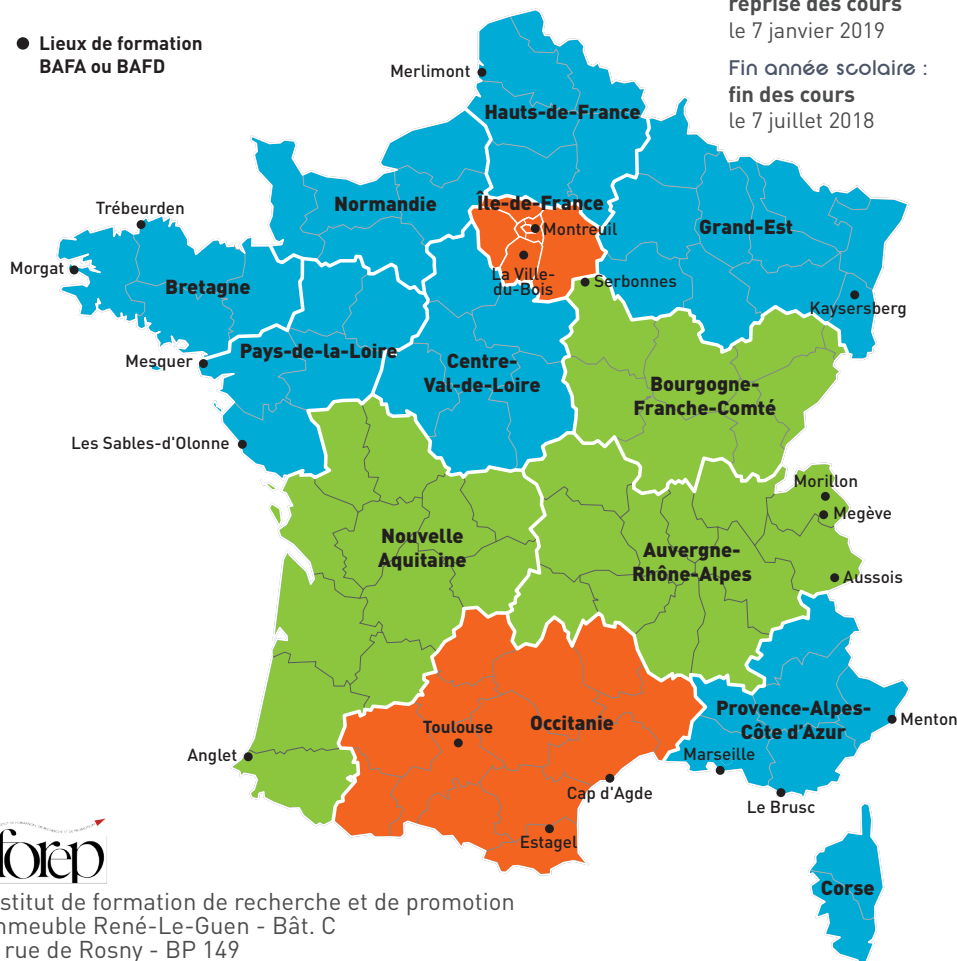 reprise des cours
le 7 janvier 2019
Fin année scolaire :
fin des cours
le 7 juillet 2018
Lieux de formation
BAFA ou BAFD
Merlimont
Hauts-de-France
Trébeurden
Normandie
Île-de-France
Montreuil
Grand-Est
Morgat
Bretagne
La Ville-
du-Bois
Serbonnes
Kaysersberg
Mesquer
Pays-de-la-Loire
Centre-
Val-de-Loire
Bourgogne-
Franche-Comté
Les Sables-d'Olonne
Morillon
Megève
Nouvelle
Aquitaine
Auvergne-
Rhône-Alpes
Aussois
Provence-Alpes-
Côte d'Azur
Menton
Toulouse
Occitanie
Anglet
Marseille
Cap d'Agde
Le Brusc
Estagel
forep
Corse
stitut de formation de recherche et de promotion
mmeuble René-Le-Guen - Bât. C
rue de Rosny - BP 149